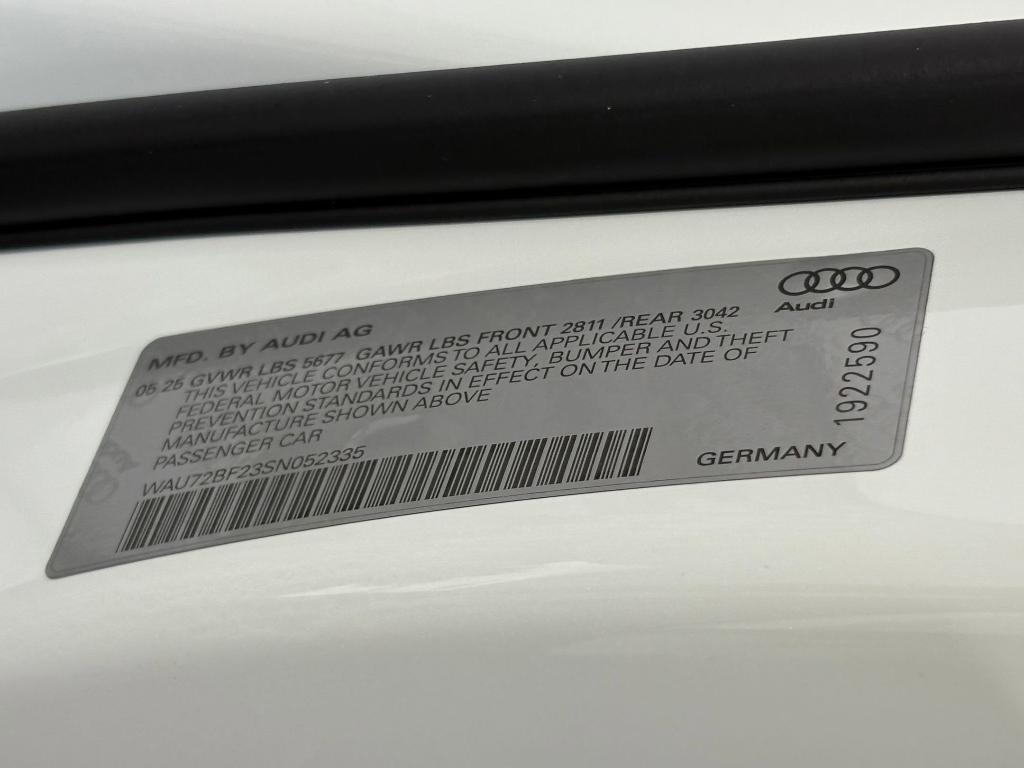 MFD. BY AUDI AG
05.25 GVWR LBS 5677 GAWR LBS FRONT 2811 /REAR 3042
THIS VEHICLE CONFORMS TO ALL APPLICABLE U.S.
FEDERAL MOTOR VEHICLE SAFETY, BUMPER AND THEFT
PREVENTION STANDARDS IN EFFECT ON THE DATE OF
MANUFACTURE SHOWN ABOVE
PASSENGER CAR
WAU72BF23SN052335
Audi
1922590
GERMANY